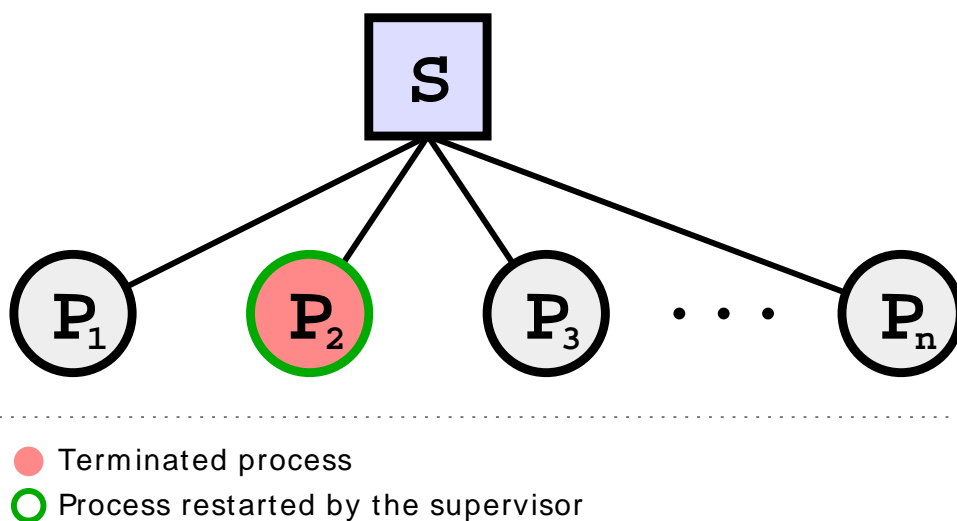 S
P1 P2 P3 . . . Pn
Terminated process
Process restarted by the supervisor